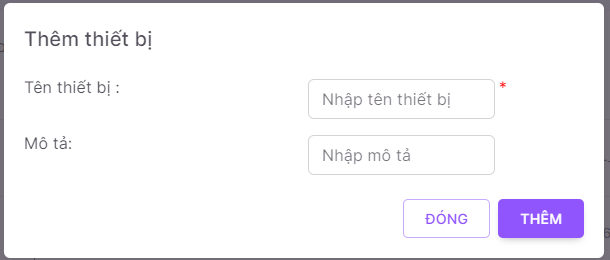 Thêm thiết bị
Tên thiết bị : Nhập tên thiết bị *
Mô tả: Nhập mô tả
ĐÓNG THÊM